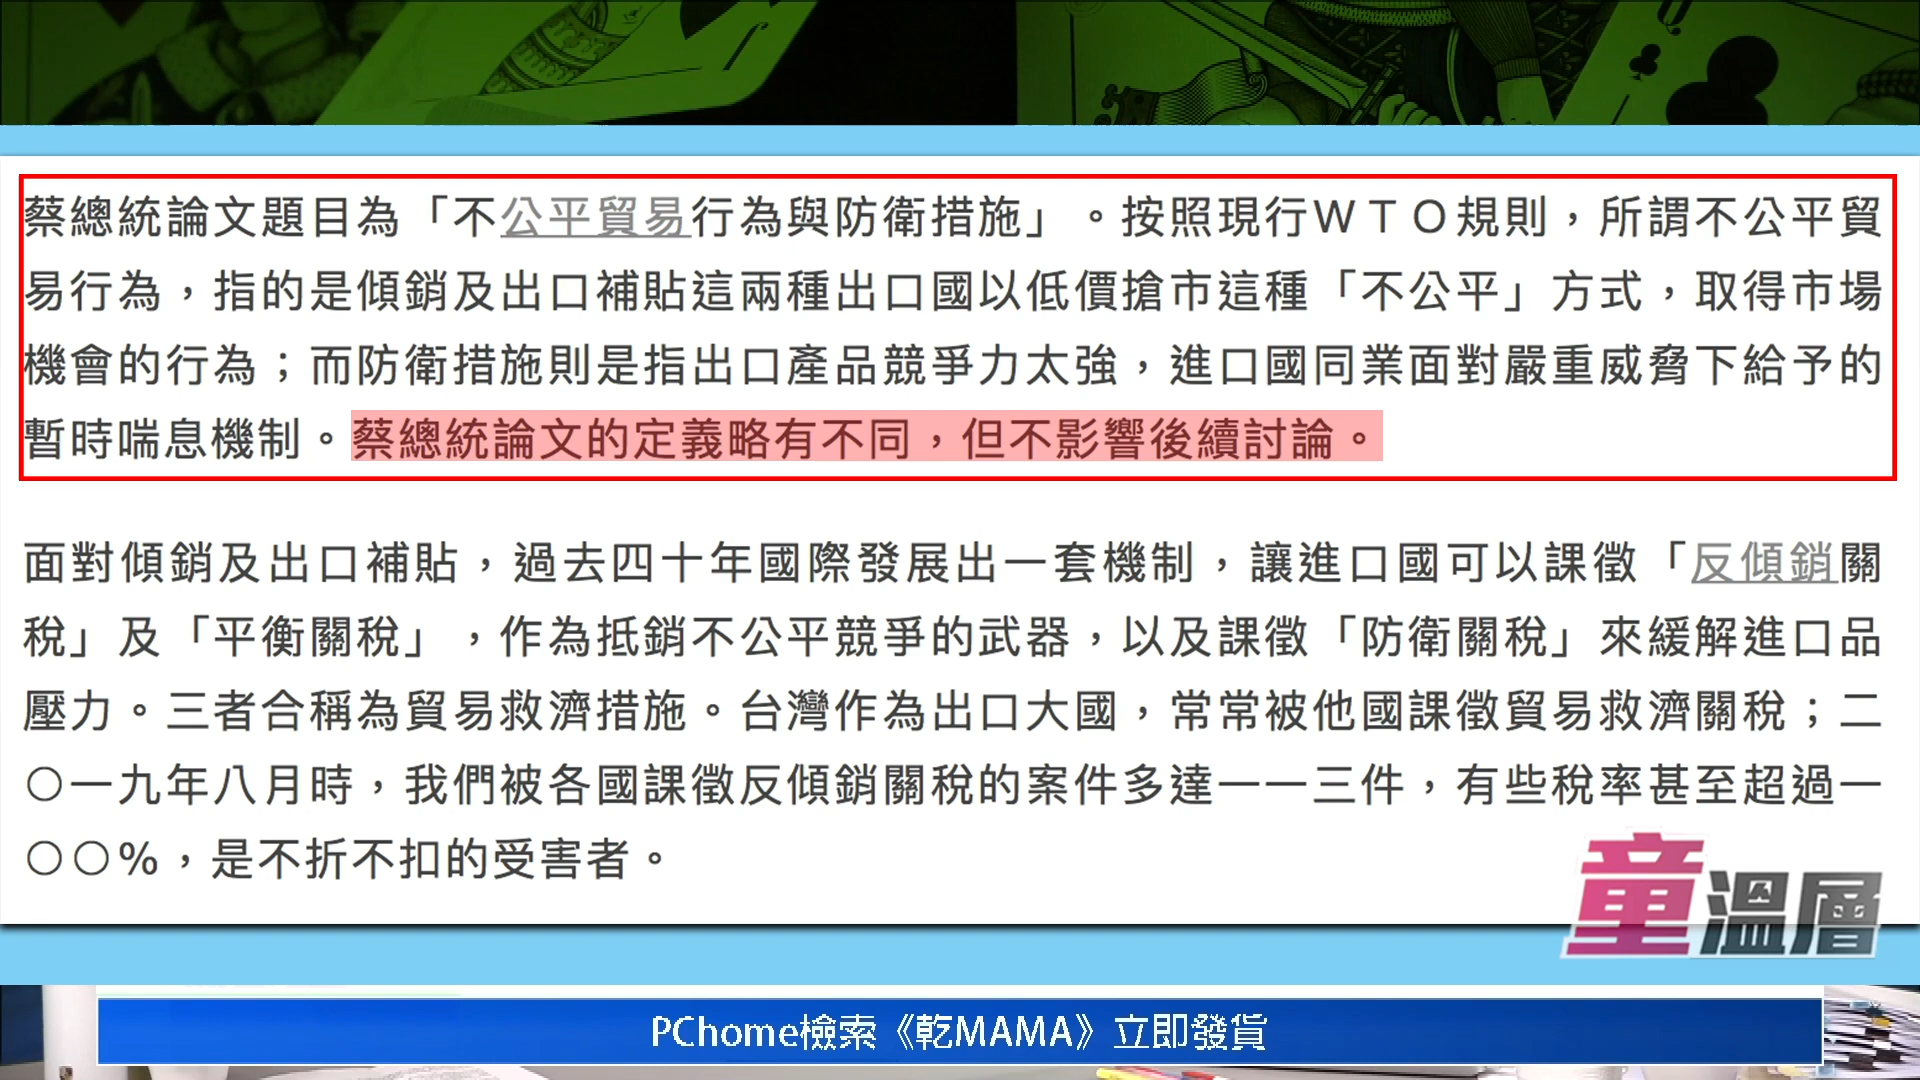 蔡總統論文題目為「不公平貿易行為與防衛措施」。按照現行ＷＴＯ規則，所謂不公平貿
易行為，指的是傾銷及出口補貼這兩種出口國以低價搶市這種「不公平」方式，取得市場
機會的行為；而防衛措施則是指出口產品競爭力太強，進口國同業面對嚴重威脅下給予的
暫時喘息機制。蔡總統論文的定義略有不同，但不影響後續討論。
面對傾銷及出口補貼，過去四十年國際發展出一套機制，讓進口國可以課徵「反傾銷關
稅」及「平衡關稅」，作為抵銷不公平競爭的武器，以及課徵「防衛關稅」來緩解進口品
壓力。三者合稱為貿易救濟措施。台灣作為出口大國，常常被他國課徵貿易救濟關稅；二
〇一九年八月時，我們被各國課徵反傾銷關稅的案件多達一一三件，有些稅率甚至超過一
〇〇%，是不折不扣的受害者。
童溫層
PChome檢索《乾MAMA》立即發貨